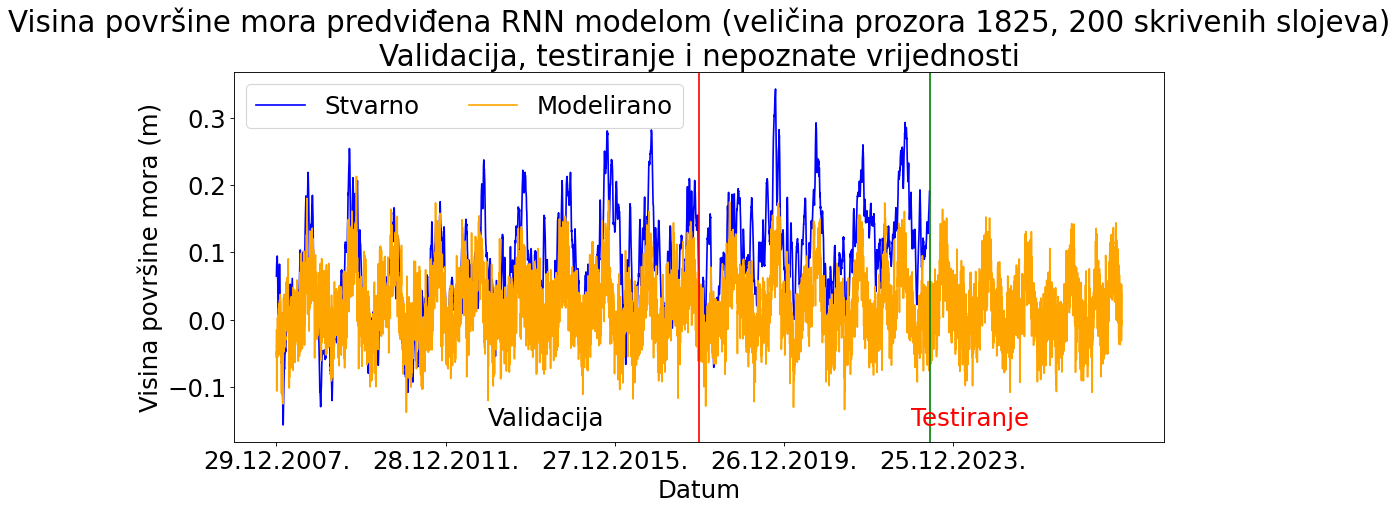 Visina površine mora predviđena RNN modelom (veličina prozora 1825, 200 skrivenih slojeva)
Validacija, testiranje i nepoznate vrijednosti
Stvarno Modelirano
Visina površine mora (m)
0.3
0.2
0.1
0.0
−0.1
Validacija Testiranje
29.12.2007. 28.12.2011. 27.12.2015. 26.12.2019. 25.12.2023.
Datum